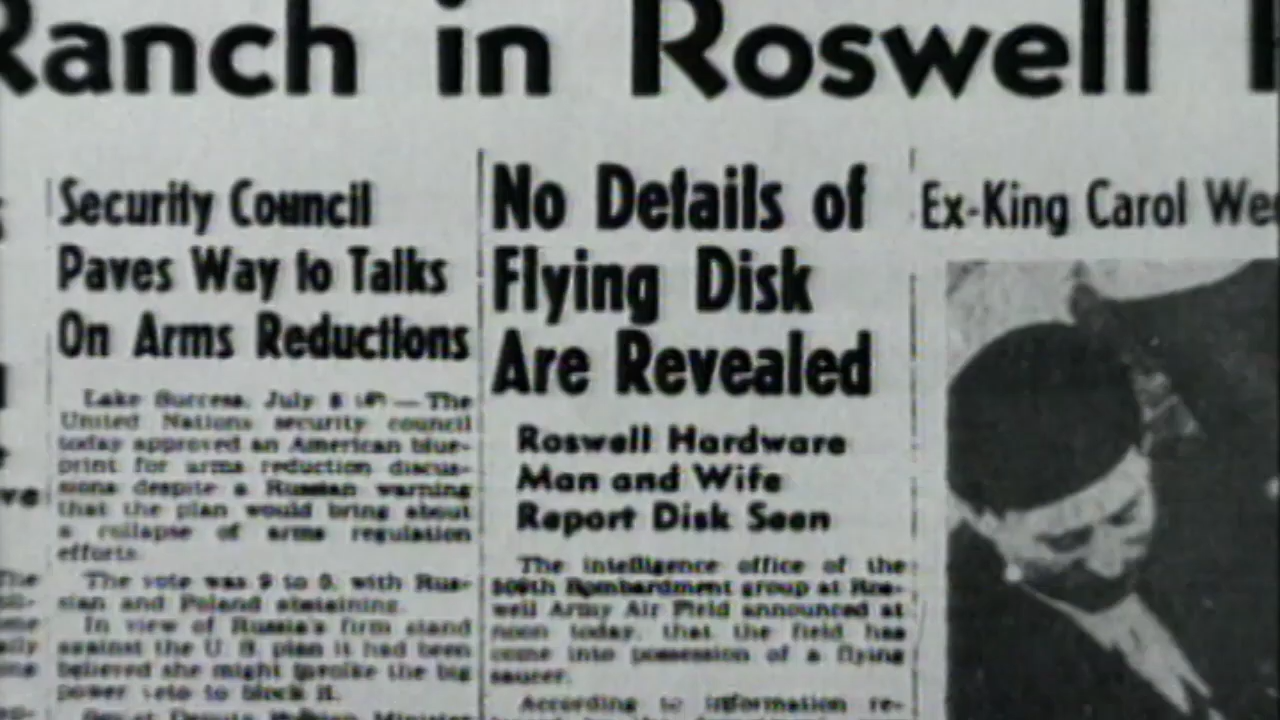 Ranch in Roswell
Security Council
Paves Way to Talks
On Arms Reductions
Lake Success, July 8 (AP) — The
United Nations security council
today approved an American blue-
print for arms reduction discus-
sions despite a Russian warning
that the plan would bring about
a collapse of arms regulation
efforts.
The vote was 9 to 0, with Rus-
sian and Poland abstaining.
In view of Russia's firm stand
against the U. S. plan it had been
believed she might invoke the big
power veto to block it.
No Details of
Flying Disk
Are Revealed
Roswell Hardware
Man and Wife
Report Disk Seen
The intelligence office of the
509th Bombardment group at Ros-
well Army Air Field announced at
noon today, that the field has
come into possession of a flying
saucer.
According to information re-
Ex-King Carol